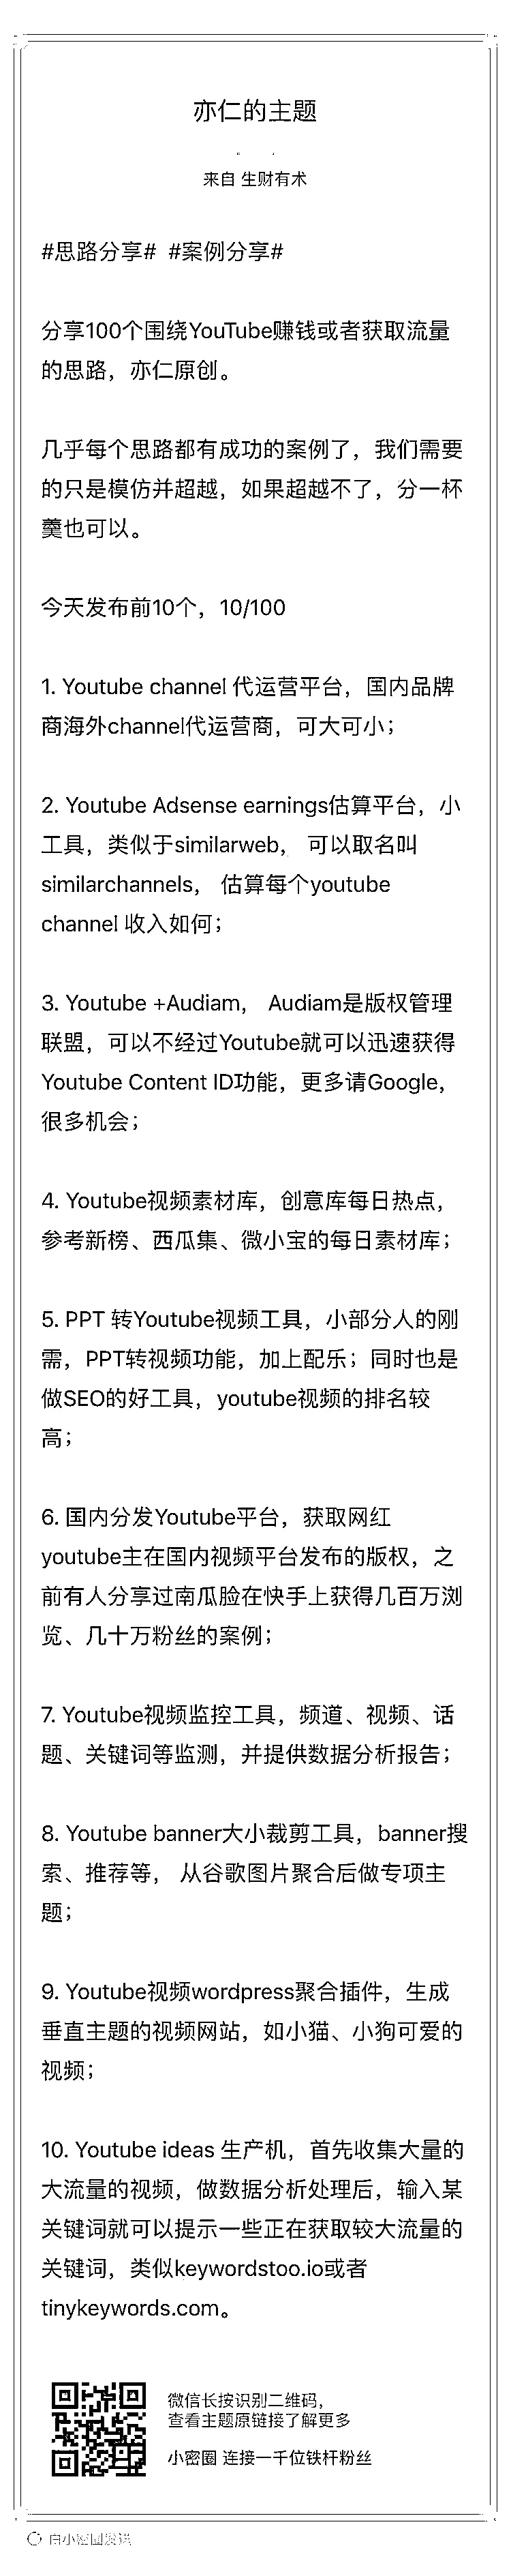 亦仁的主题
来自 生财有术
#思路分享# #案例分享#
分享100个围绕YouTube赚钱或者获取流量
的思路，亦仁原创。
几乎每个思路都有成功的案例了，我们需要
的只是模仿并超越，如果超越不了，分一杯
羹也可以。
今天发布前10个，10/100
1. Youtube channel 代运营平台，国内品牌
商海外channel代运营商，可大可小；
2. Youtube Adsense earnings估算平台，小
工具，类似于similarweb， 可以取名叫
similarchannels， 估算每个youtube
channel 收入如何；
3. Youtube +Audiam， Audiam是版权管理
联盟，可以不经过Youtube就可以迅速获得
Youtube Content ID功能，更多请Google，
很多机会；
4. Youtube视频素材库，创意库每日热点，
参考新榜、西瓜集、微小宝的每日素材库；
5. PPT 转Youtube视频工具，小部分人的刚
需，PPT转视频功能，加上配乐；同时也是
做SEO的好工具，youtube视频的排名较
高；
6. 国内分发Youtube平台，获取网红
youtube主在国内视频平台发布的版权，之
前有人分享过南瓜脸在快手上获得几百万浏
览、几十万粉丝的案例；
7. Youtube视频监控工具，频道、视频、话
题、关键词等监测，并提供数据分析报告；
8. Youtube banner大小裁剪工具，banner搜
索、推荐等， 从谷歌图片聚合后做专项主
题；
9. Youtube视频wordpress聚合插件，生成
垂直主题的视频网站，如小猫、小狗可爱的
视频；
10. Youtube ideas 生产机，首先收集大量的
大流量的视频，做数据分析处理后，输入某
关键词就可以提示一些正在获取较大流量的
关键词，类似keywordstoo.io或者
tinykeywords.com。
微信长按识别二维码，
查看主题原链接了解更多
小密圈 连接一千位铁杆粉丝